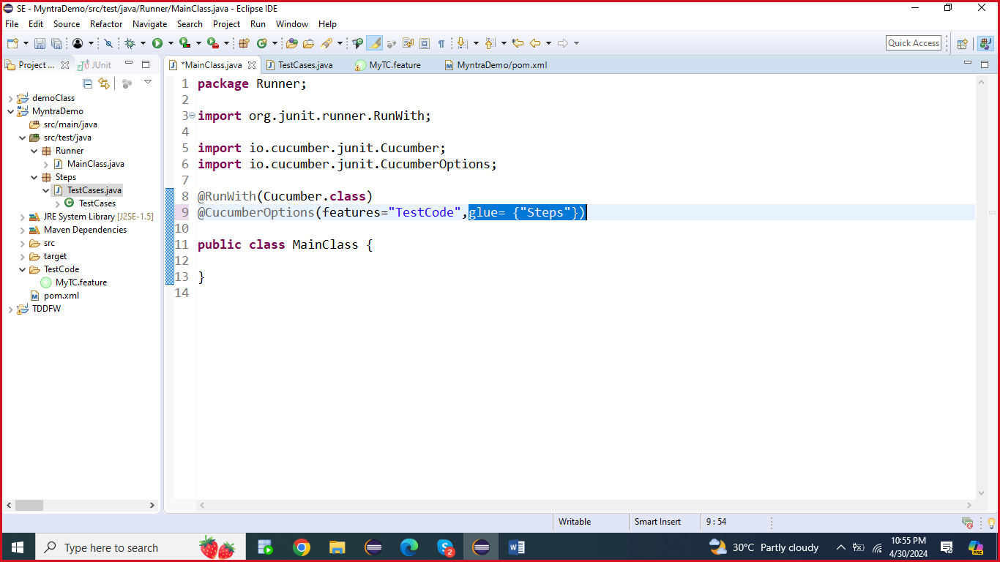 SE - MyntraDemo/src/test/java/Runner/MainClass.java - Eclipse IDE
File Edit Source Refactor Navigate Search Project Run Window Help
Quick Access
Project ... JUnit
*MainClass.java TestCases.java MyTC.feature MyntraDemo/pom.xml
demoClass
MyntraDemo
src/main/java
src/test/java
Runner
MainClass.java
Steps
TestCases.java
TestCases
JRE System Library [J2SE-1.5]
Maven Dependencies
src
target
TestCode
MyTC.feature
pom.xml
TDDFW
1 package Runner;
2
3 import org.junit.runner.RunWith;
4
5 import io.cucumber.junit.Cucumber;
6 import io.cucumber.junit.CucumberOptions;
7
8 @RunWith(Cucumber.class)
9 @CucumberOptions(features="TestCode",glue= {"Steps"})
10
11 public class MainClass {
12
13 }
14
Writable Smart Insert 9 : 54
Type here to search
2
30°C Partly cloudy
10:55 PM
4/30/2024
PRE